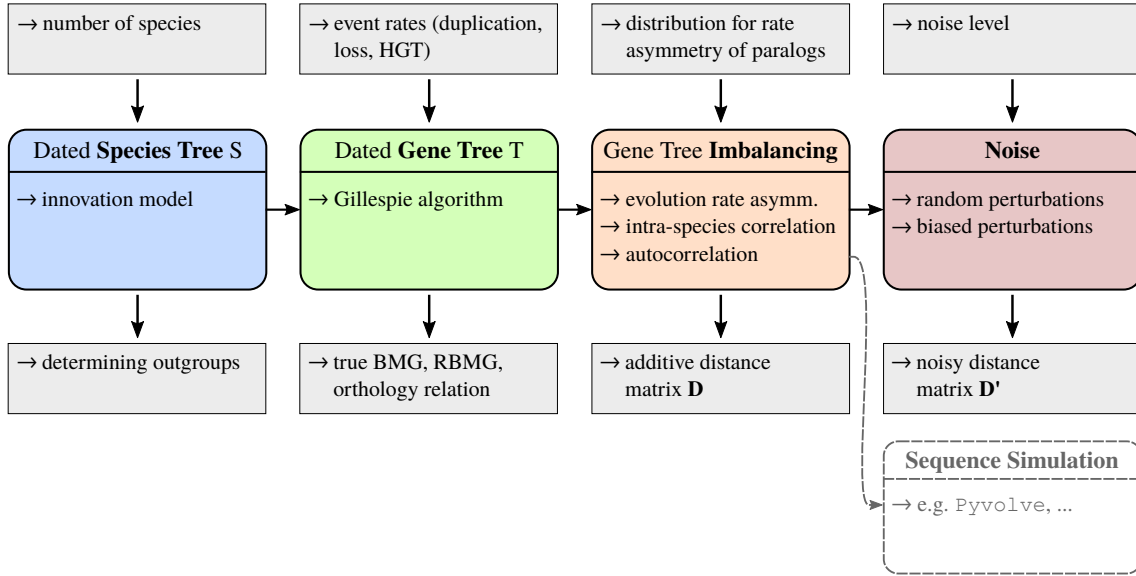 → number of species
→ event rates (duplication,
loss, HGT)
→ distribution for rate
asymmetry of paralogs
→ noise level
Dated Species Tree S
→ innovation model
Dated Gene Tree T
→ Gillespie algorithm
Gene Tree Imbalancing
→ evolution rate asymm.
→ intra-species correlation
→ autocorrelation
Noise
→ random perturbations
→ biased perturbations
→ determining outgroups
→ true BMG, RBMG,
orthology relation
→ additive distance
matrix D
→ noisy distance
matrix D'
Sequence Simulation
→ e.g. Pyvolve, ...